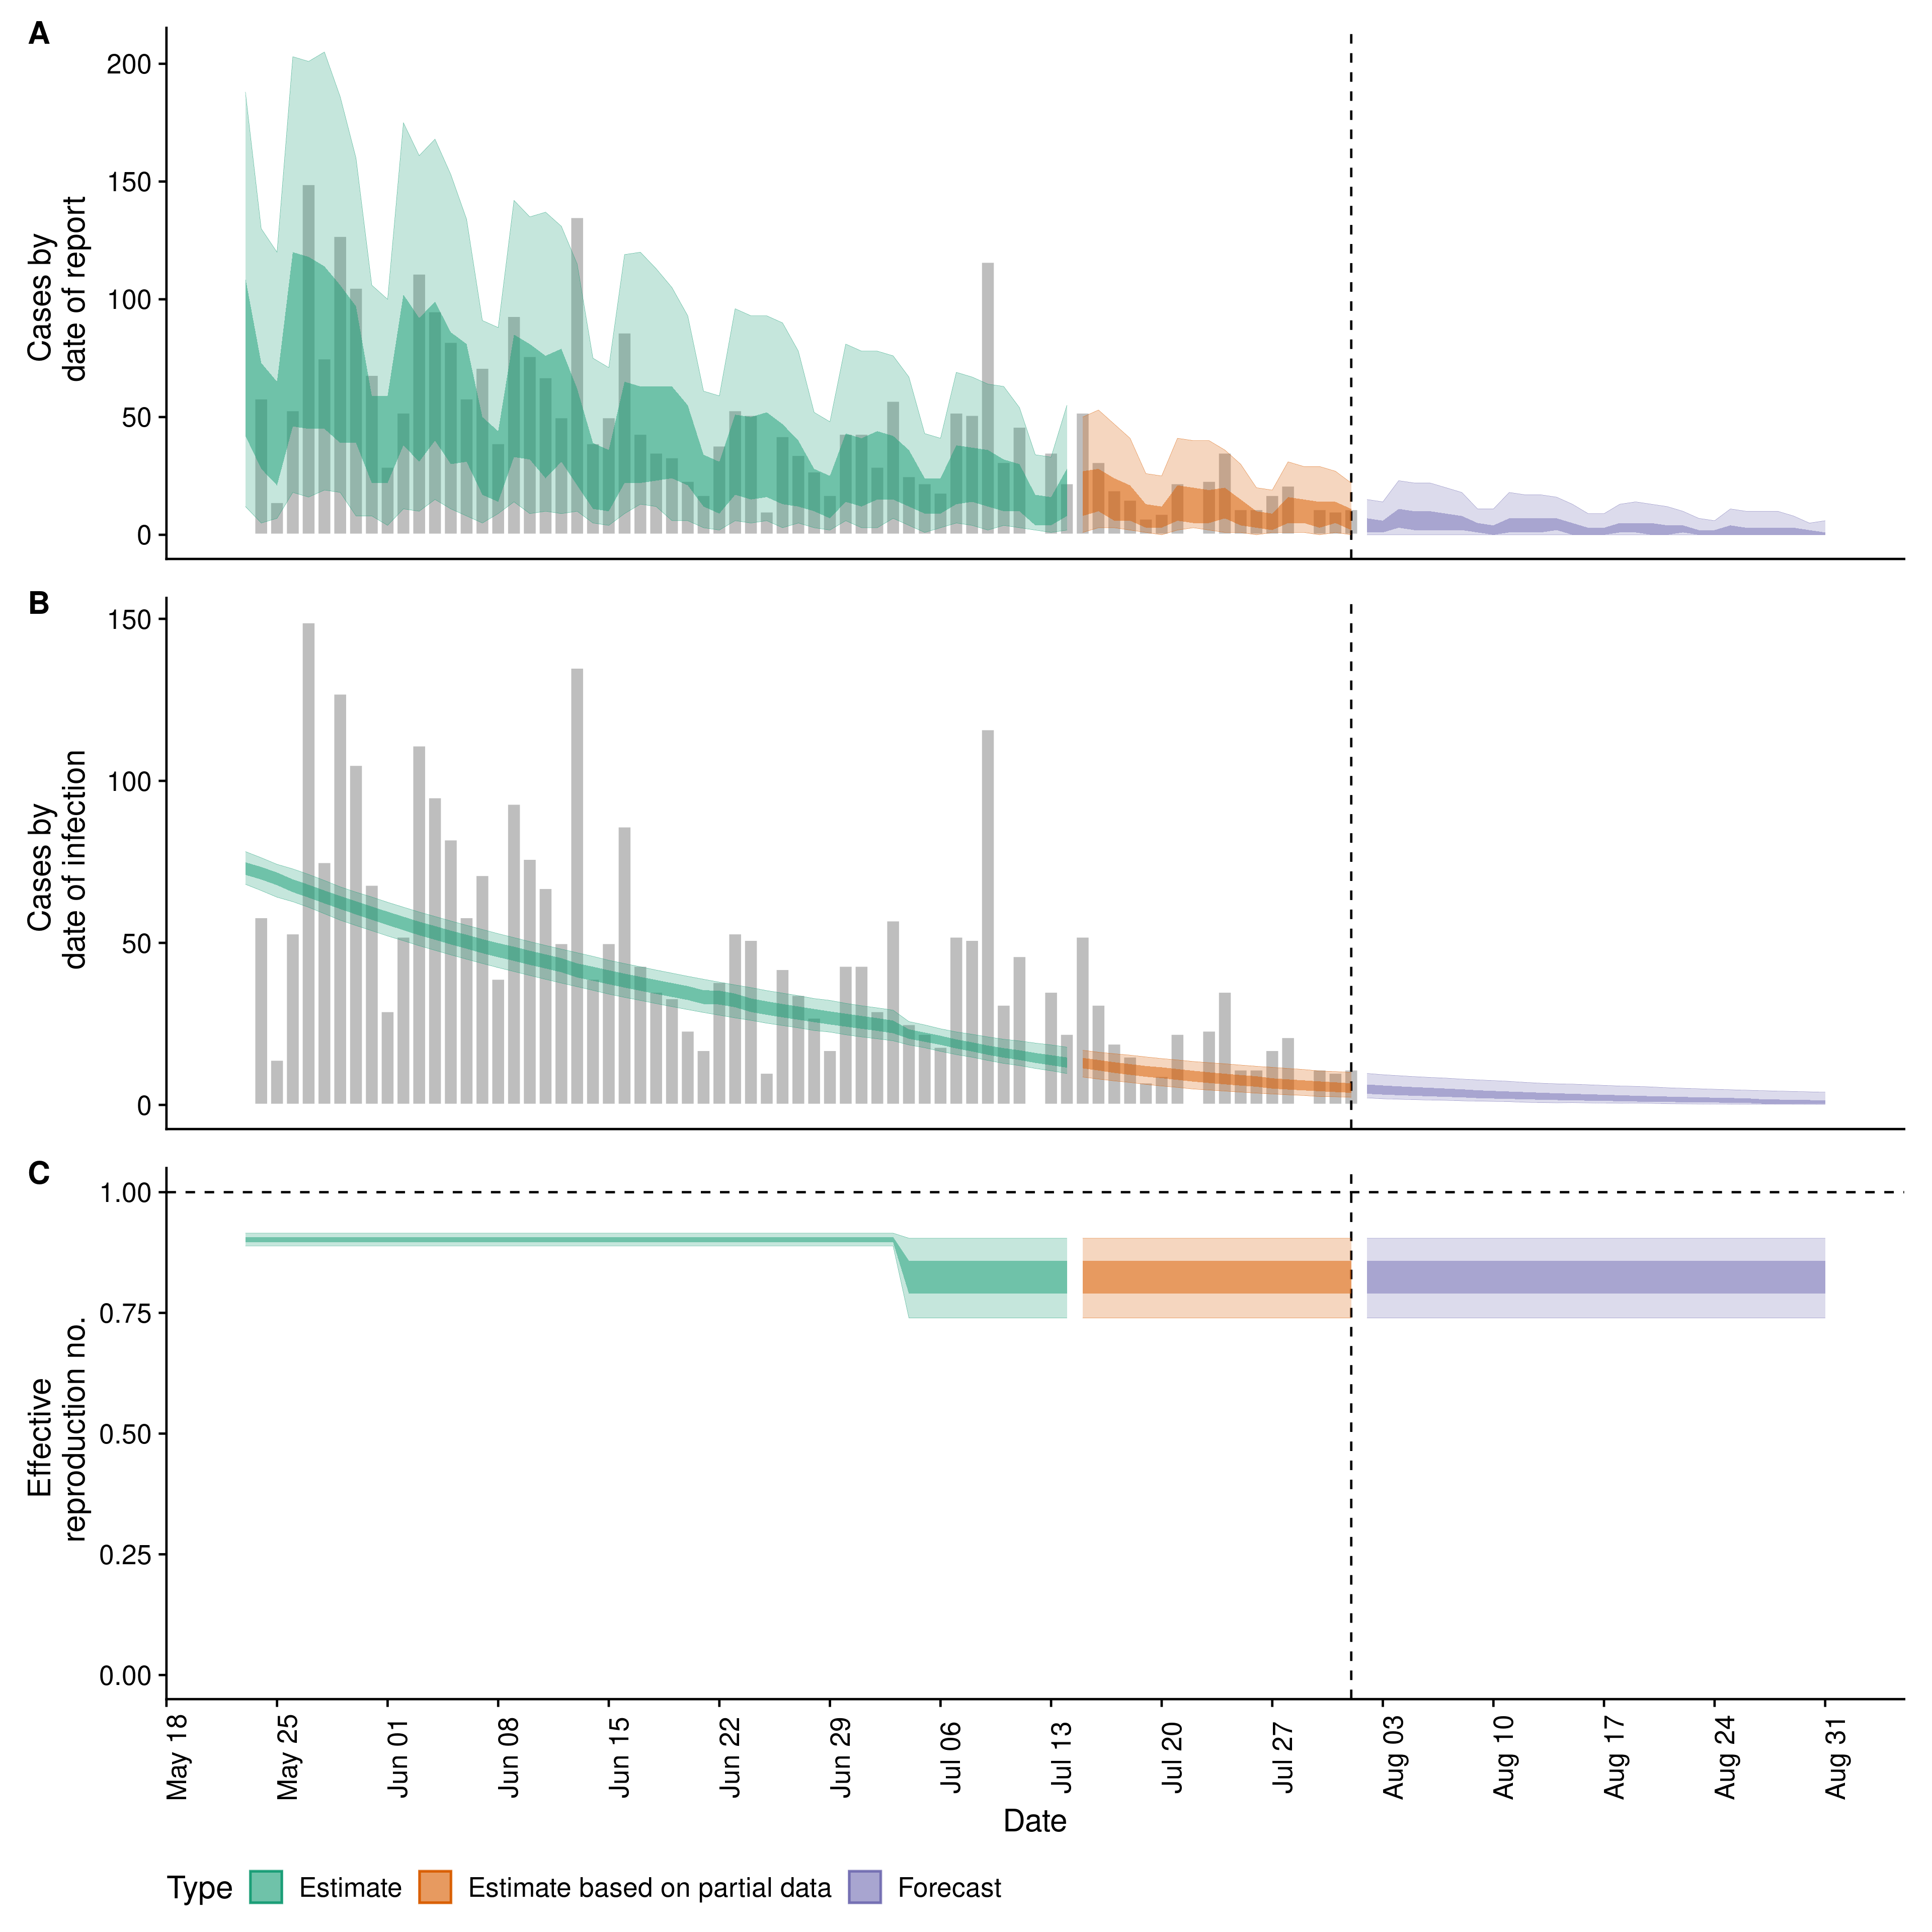 A
200
150
100
50
0
Cases by
date of report
B
150
100
50
0
Cases by
date of infection
C
1.00
0.75
0.50
0.25
0.00
Effective
reproduction no.
May 18
May 25
Jun 01
Jun 08
Jun 15
Jun 22
Jun 29
Jul 06
Jul 13
Jul 20
Jul 27
Aug 03
Aug 10
Aug 17
Aug 24
Aug 31
Date
Type
Estimate
Estimate based on partial data
Forecast